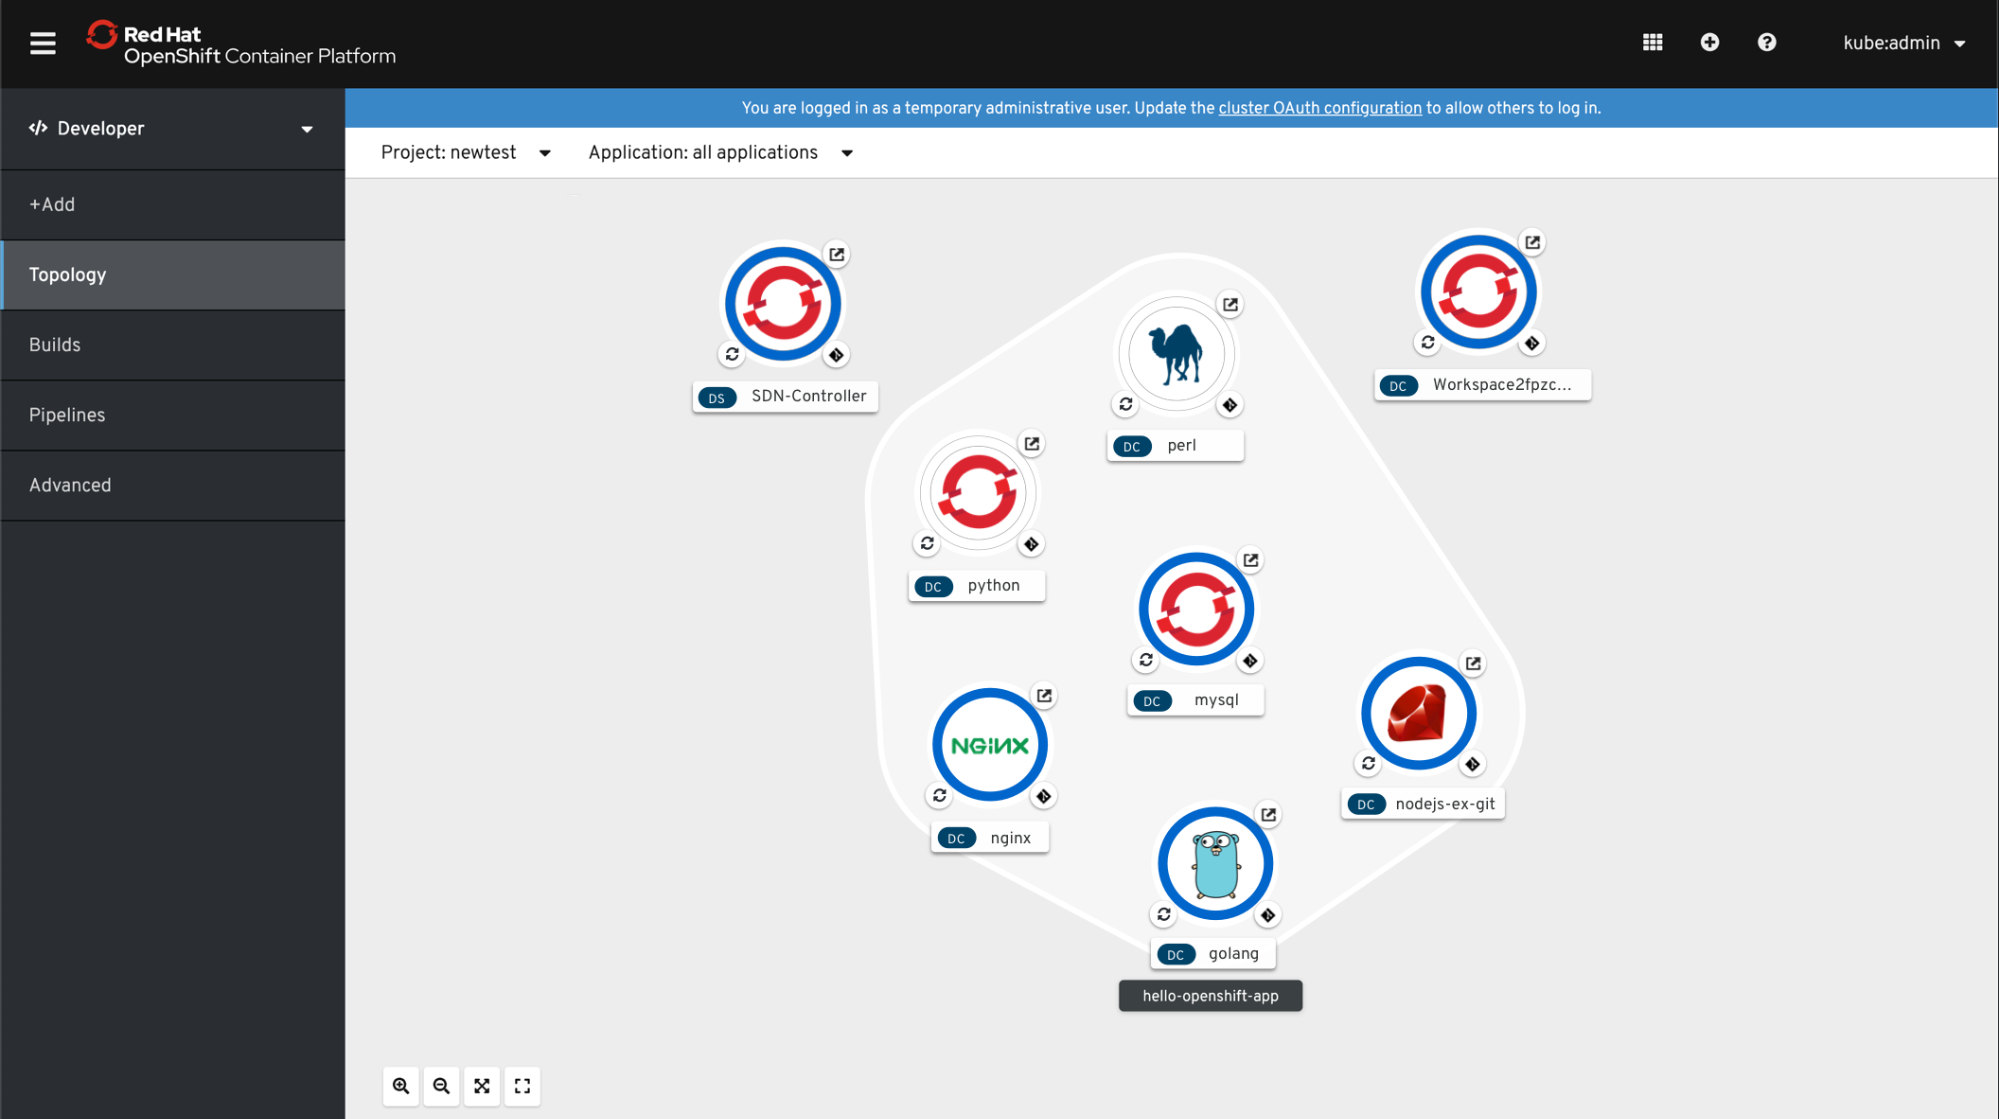 Red Hat
OpenShift Container Platform
kube:admin
Developer
You are logged in as a temporary administrative user. Update the cluster OAuth configuration to allow others to log in.
Project: newtest
Application: all applications
+Add
Topology
Builds
Pipelines
Advanced
DS SDN-Controller
DC Workspace2fpzc...
DC perl
DC python
DC mysql
NGINX
DC nginx
DC nodejs-ex-git
DC golang
hello-openshift-app